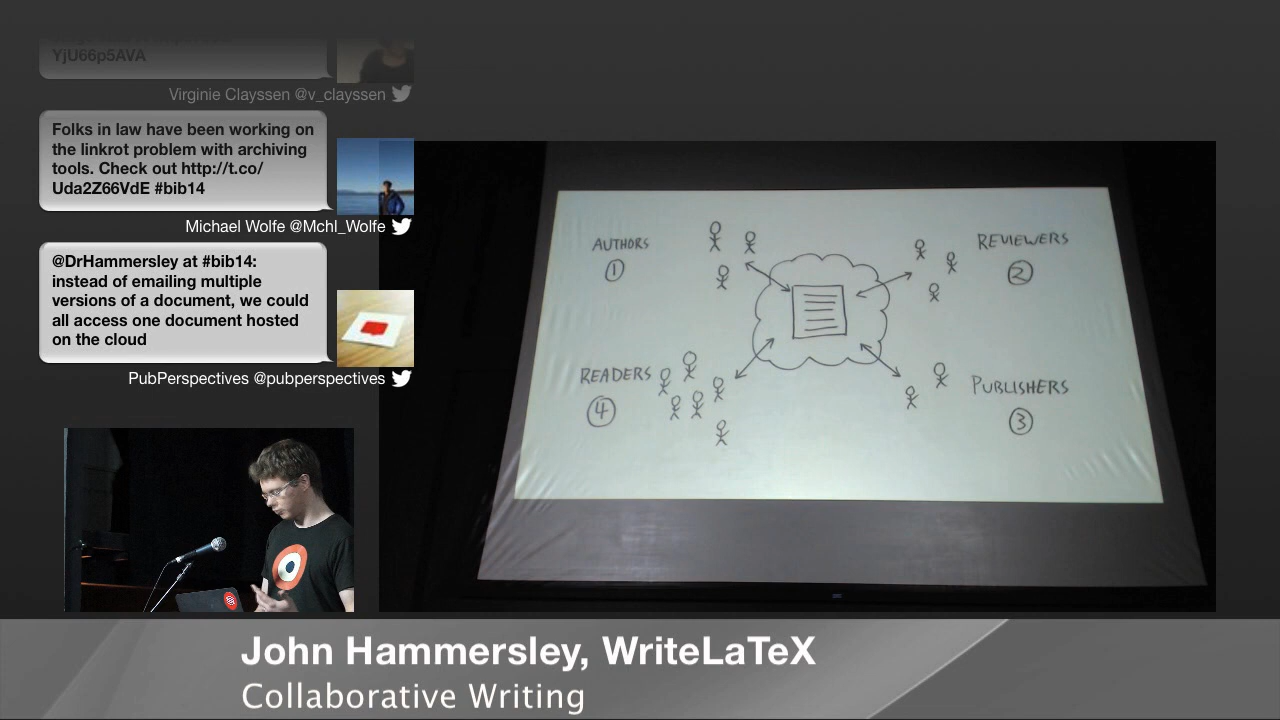 YjU66p5AVA
Virginie Clayssen @v_clayssen
Folks in law have been working on
the linkrot problem with archiving
tools. Check out http://t.co/
Uda2Z66VdE #bib14
Michael Wolfe @Mchl_Wolfe
@DrHammersley at #bib14:
instead of emailing multiple
versions of a document, we could
all access one document hosted
on the cloud
PubPerspectives @pubperspectives
AUTHORS
1
REVIEWERS
2
READERS
4
PUBLISHERS
3
John Hammersley, WriteLaTeX
Collaborative Writing